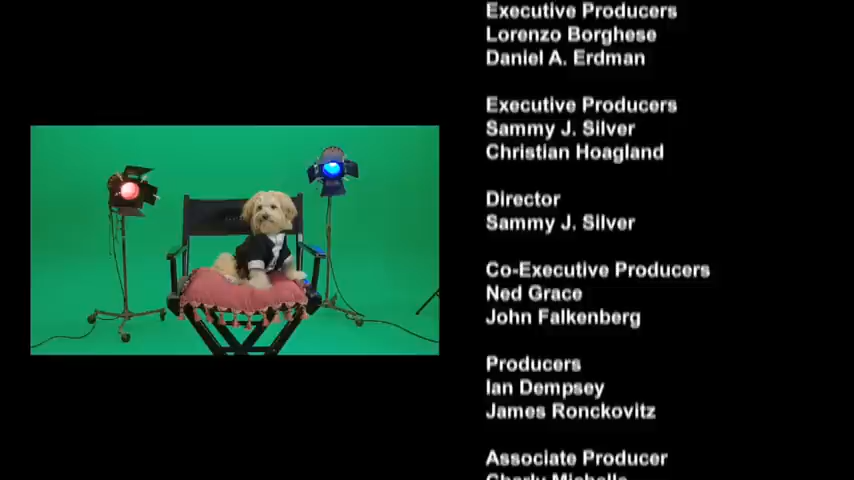 Executive Producers
Lorenzo Borghese
Daniel A. Erdman
Executive Producers
Sammy J. Silver
Christian Hoagland
Director
Sammy J. Silver
Co-Executive Producers
Ned Grace
John Falkenberg
Producers
Ian Dempsey
James Ronckovitz
Associate Producer